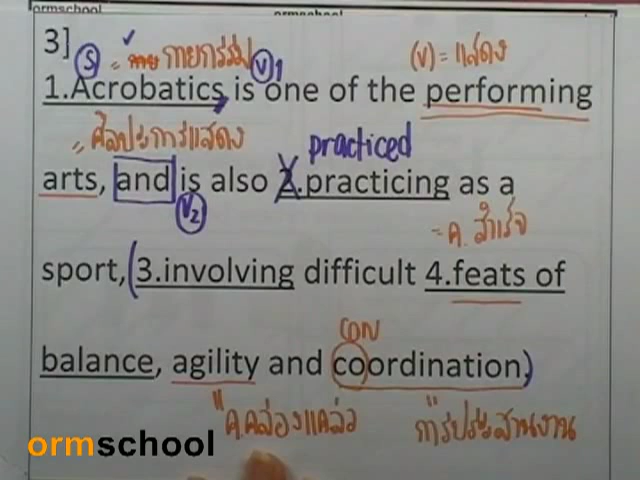 ormschool
ormschool
3]
S = กาย กายกรรม V1 (v) = แสดง
1.Acrobatics, is one of the performing
= ศิลปะการแสดง practiced
arts, and is also 2.practicing as a
V2 = ค. สำเร็จ
sport, (3.involving difficult 4.feats of
con
balance, agility and coordination.)
ค.คล่องแคล่ว การประสานงาน
ormschool